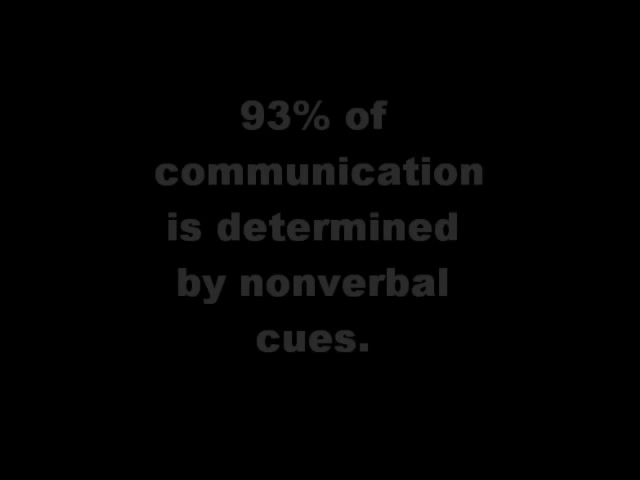 93% of
communication
is determined
by nonverbal
cues.